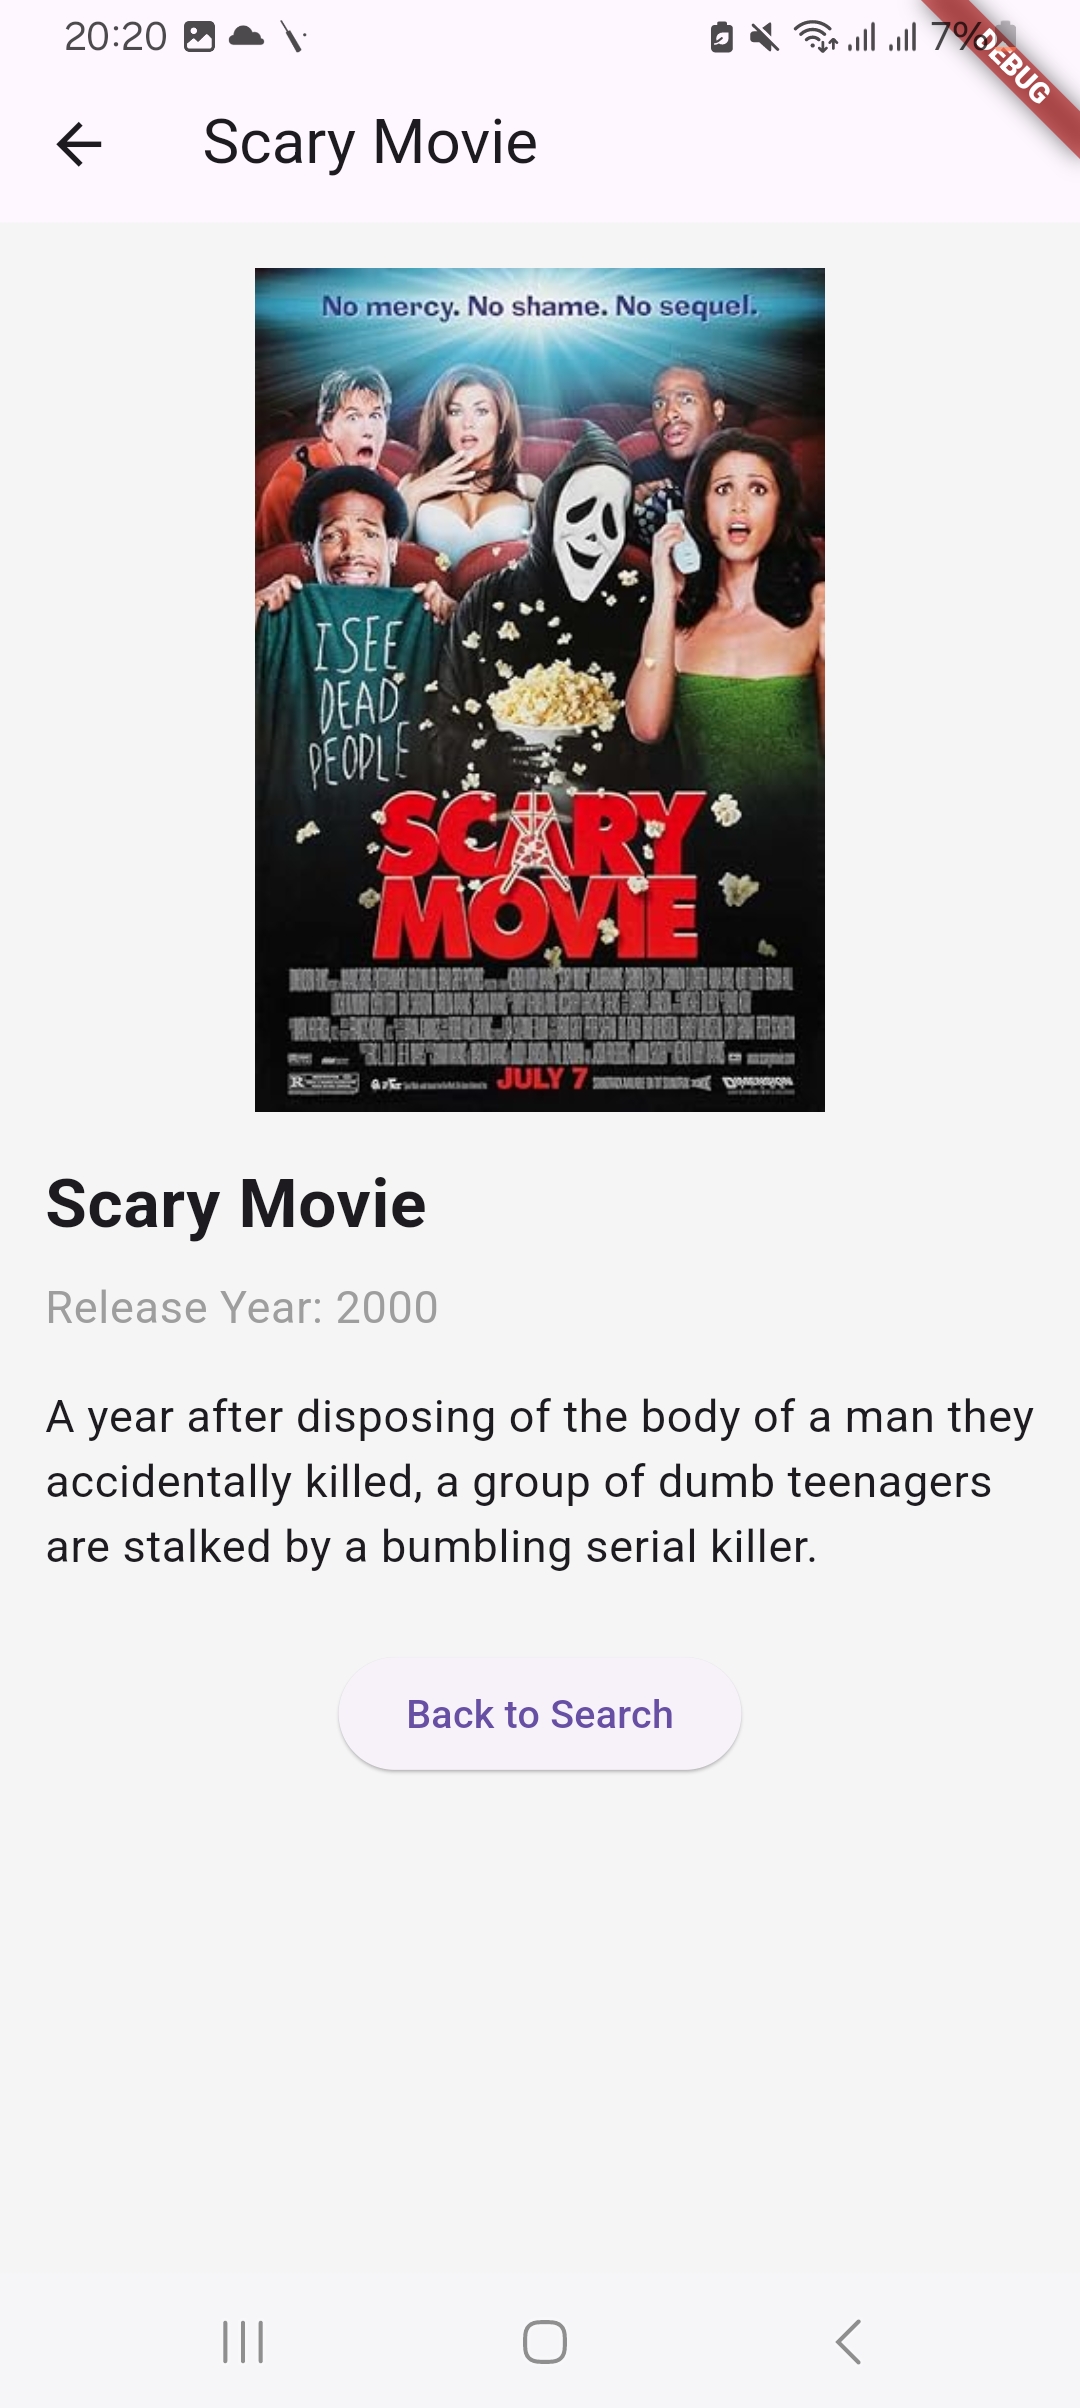 20:20
7%
DEBUG
Scary Movie
No mercy. No shame. No sequel.
I SEE
DEAD
PEOPLE
SCARY
MOVIE
R
JULY 7
DIMENSION
Scary Movie
Release Year: 2000
A year after disposing of the body of a man they
accidentally killed, a group of dumb teenagers
are stalked by a bumbling serial killer.
Back to Search